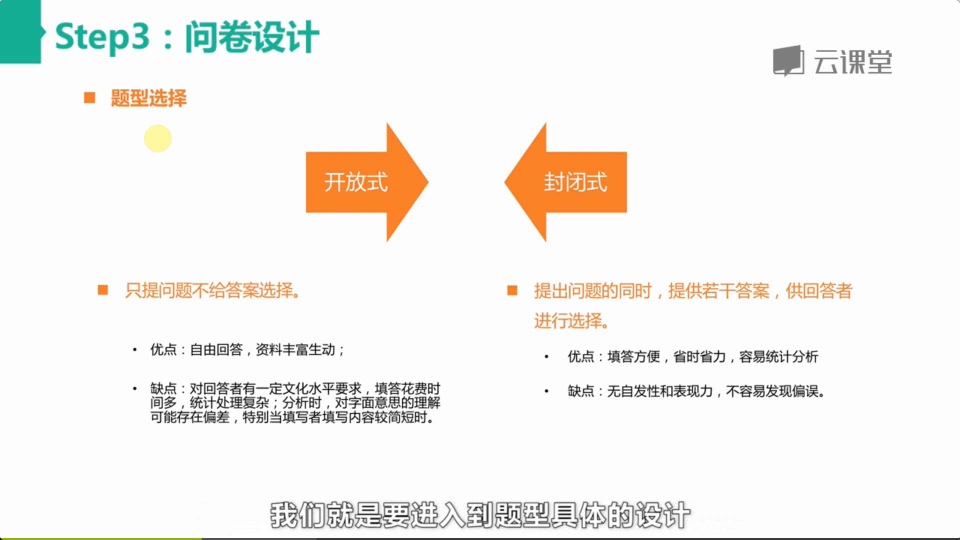 Step3：问卷设计
云课堂
题型选择
开放式
封闭式
只提问题不给答案选择。
• 优点：自由回答，资料丰富生动；
• 缺点：对回答者有一定文化水平要求，填答花费时
间多，统计处理复杂；分析时，对字面意思的理解
可能存在偏差，特别当填写者填写内容较简短时。
提出问题的同时，提供若干答案，供回答者
进行选择。
• 优点：填答方便，省时省力，容易统计分析
• 缺点：无自发性和表现力，不容易发现偏误。
我们就是要进入到题型具体的设计